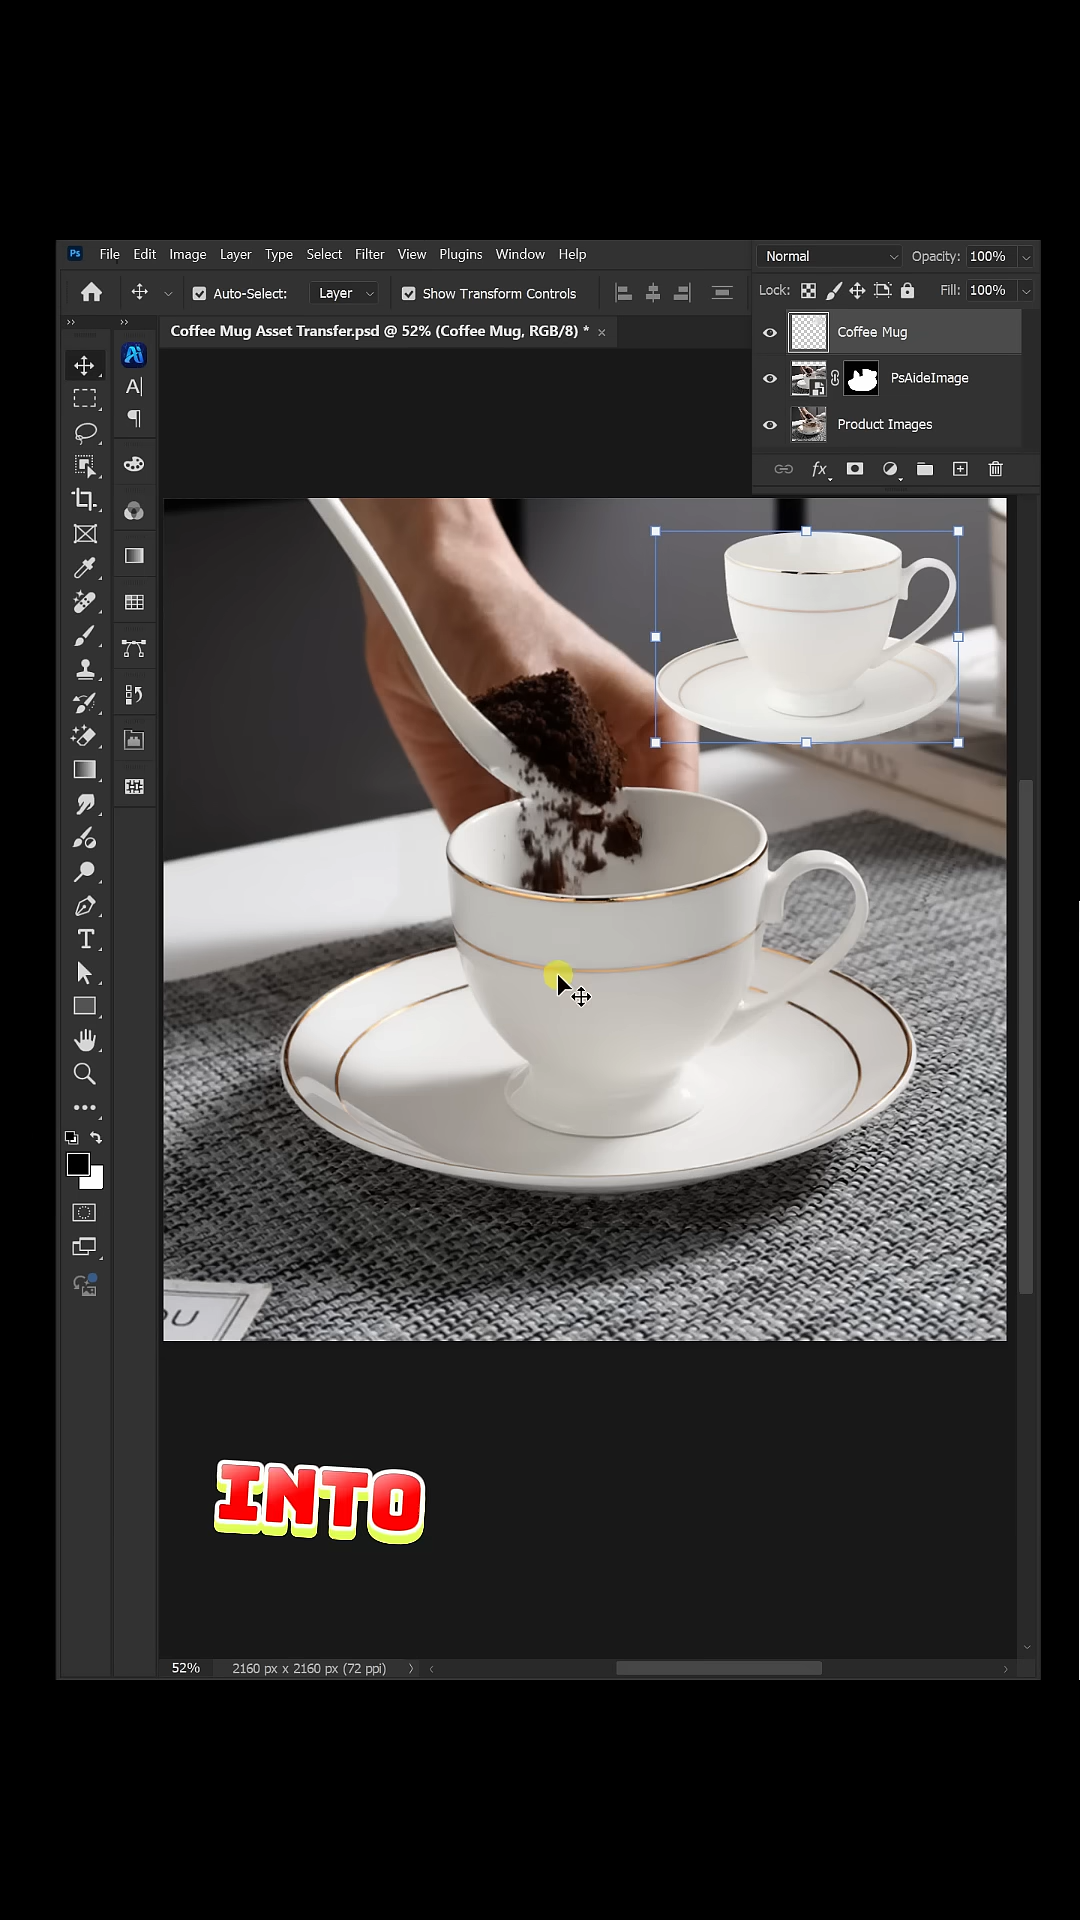 Ps File Edit Image Layer Type Select Filter View Plugins Window Help
Normal Opacity: 100%
Auto-Select: Layer Show Transform Controls
Lock: Fill: 100%
Coffee Mug Asset Transfer.psd @ 52% (Coffee Mug, RGB/8) * ×
Coffee Mug
PsAideImage
Product Images
fx
OU
INTO
52% 2160 px x 2160 px (72 ppi)